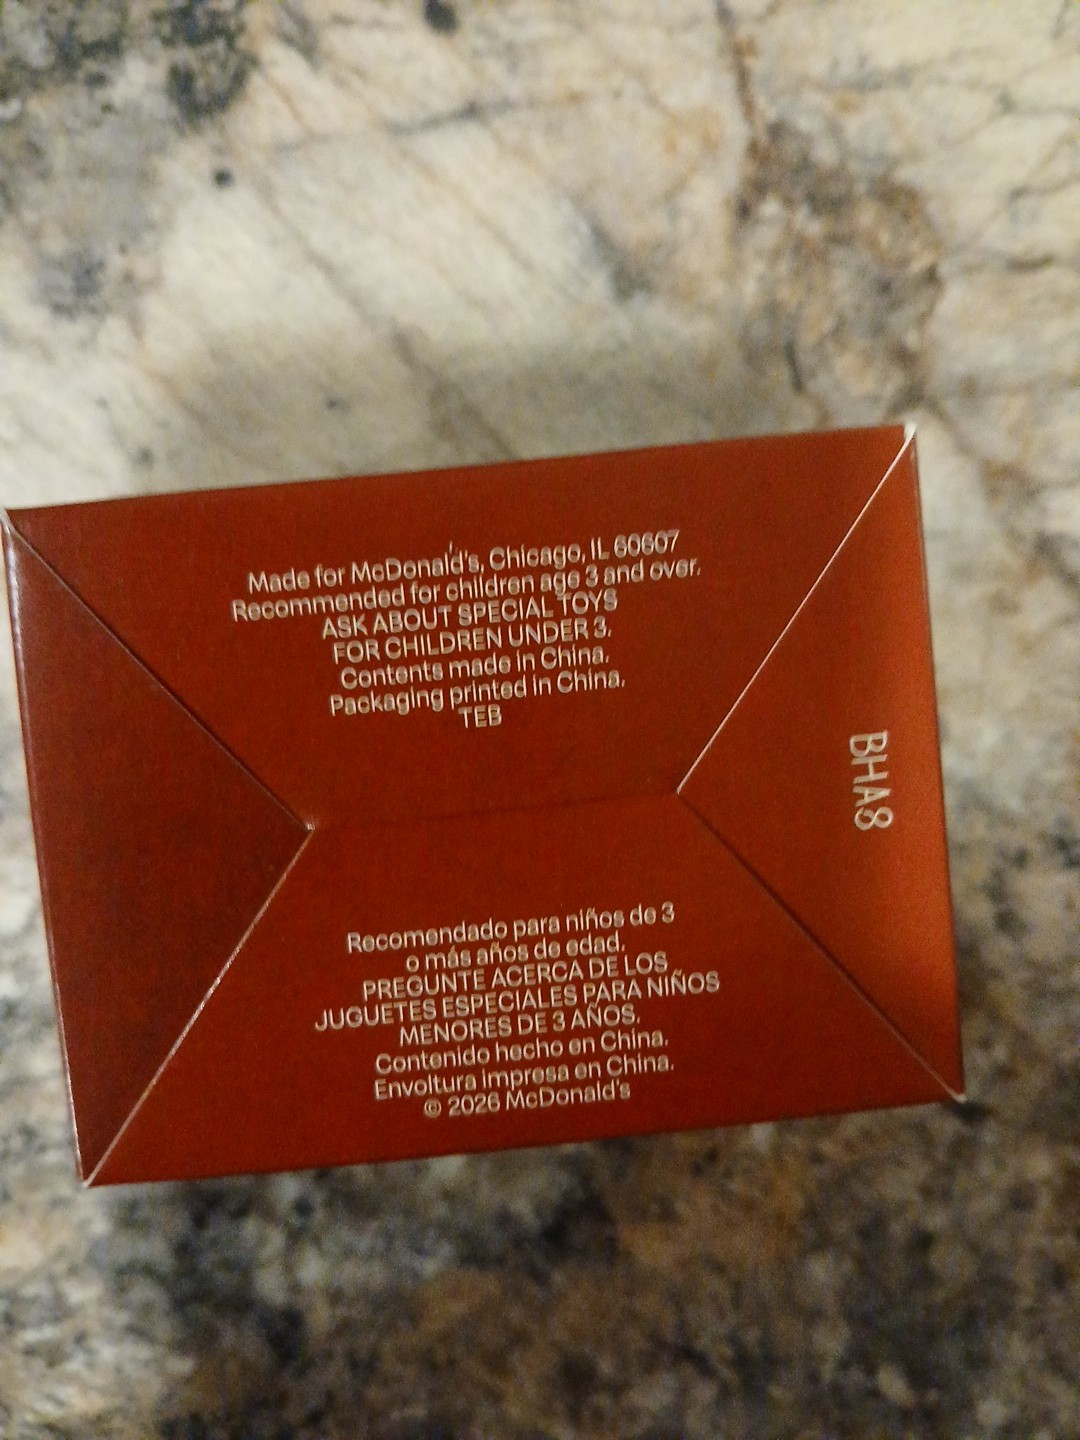 Made for McDonald's, Chicago, IL 60607
Recommended for children age 3 and over.
ASK ABOUT SPECIAL TOYS
FOR CHILDREN UNDER 3.
Contents made in China.
Packaging printed in China.
TEB
BHA8
Recomendado para niños de 3
o más años de edad.
PREGUNTE ACERCA DE LOS
JUGUETES ESPECIALES PARA NIÑOS
MENORES DE 3 AÑOS.
Contenido hecho en China.
Envoltura impresa en China.
© 2026 McDonald's